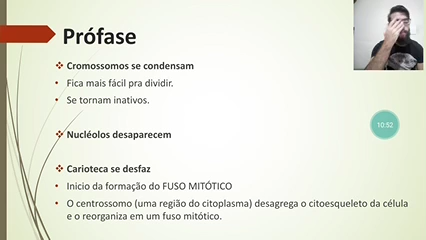 Prófase
Cromossomos se condensam
Fica mais fácil pra dividir.
Se tornam inativos.
Nucléolos desaparecem
Carioteca se desfaz
Inicio da formação do FUSO MITÓTICO
O centrossomo (uma região do citoplasma) desagrega o citoesqueleto da célula
e o reorganiza em um fuso mitótico.
10:52